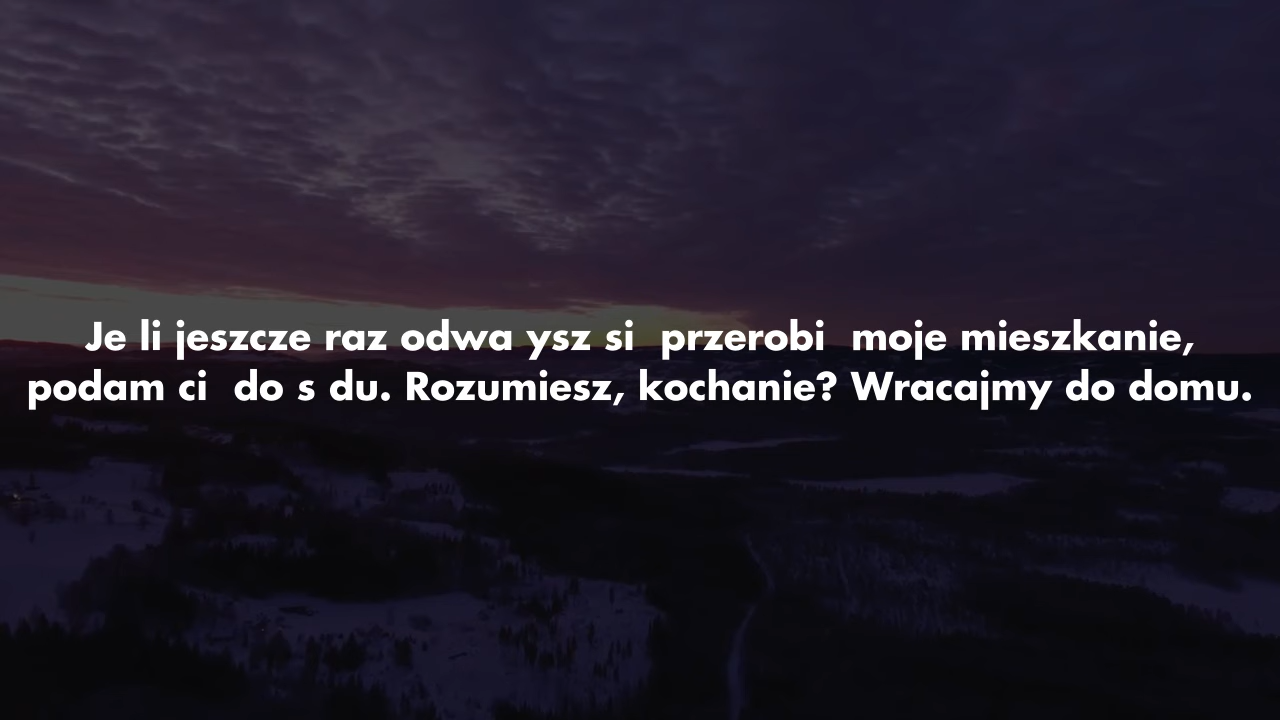 Je li jeszcze raz odwa ysz si  przerobi  moje mieszkanie,
podam ci  do s du. Rozumiesz, kochanie? Wracajmy do domu.